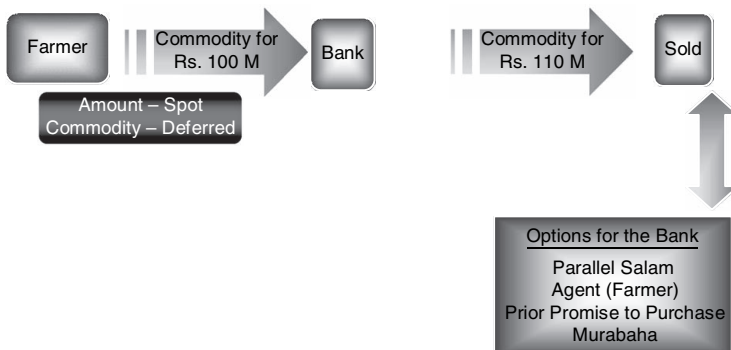 Farmer
Commodity for
Rs. 100 M
Bank
Commodity for
Rs. 110 M
Sold
Amount – Spot
Commodity – Deferred
Options for the Bank
Parallel Salam
Agent (Farmer)
Prior Promise to Purchase
Murabaha